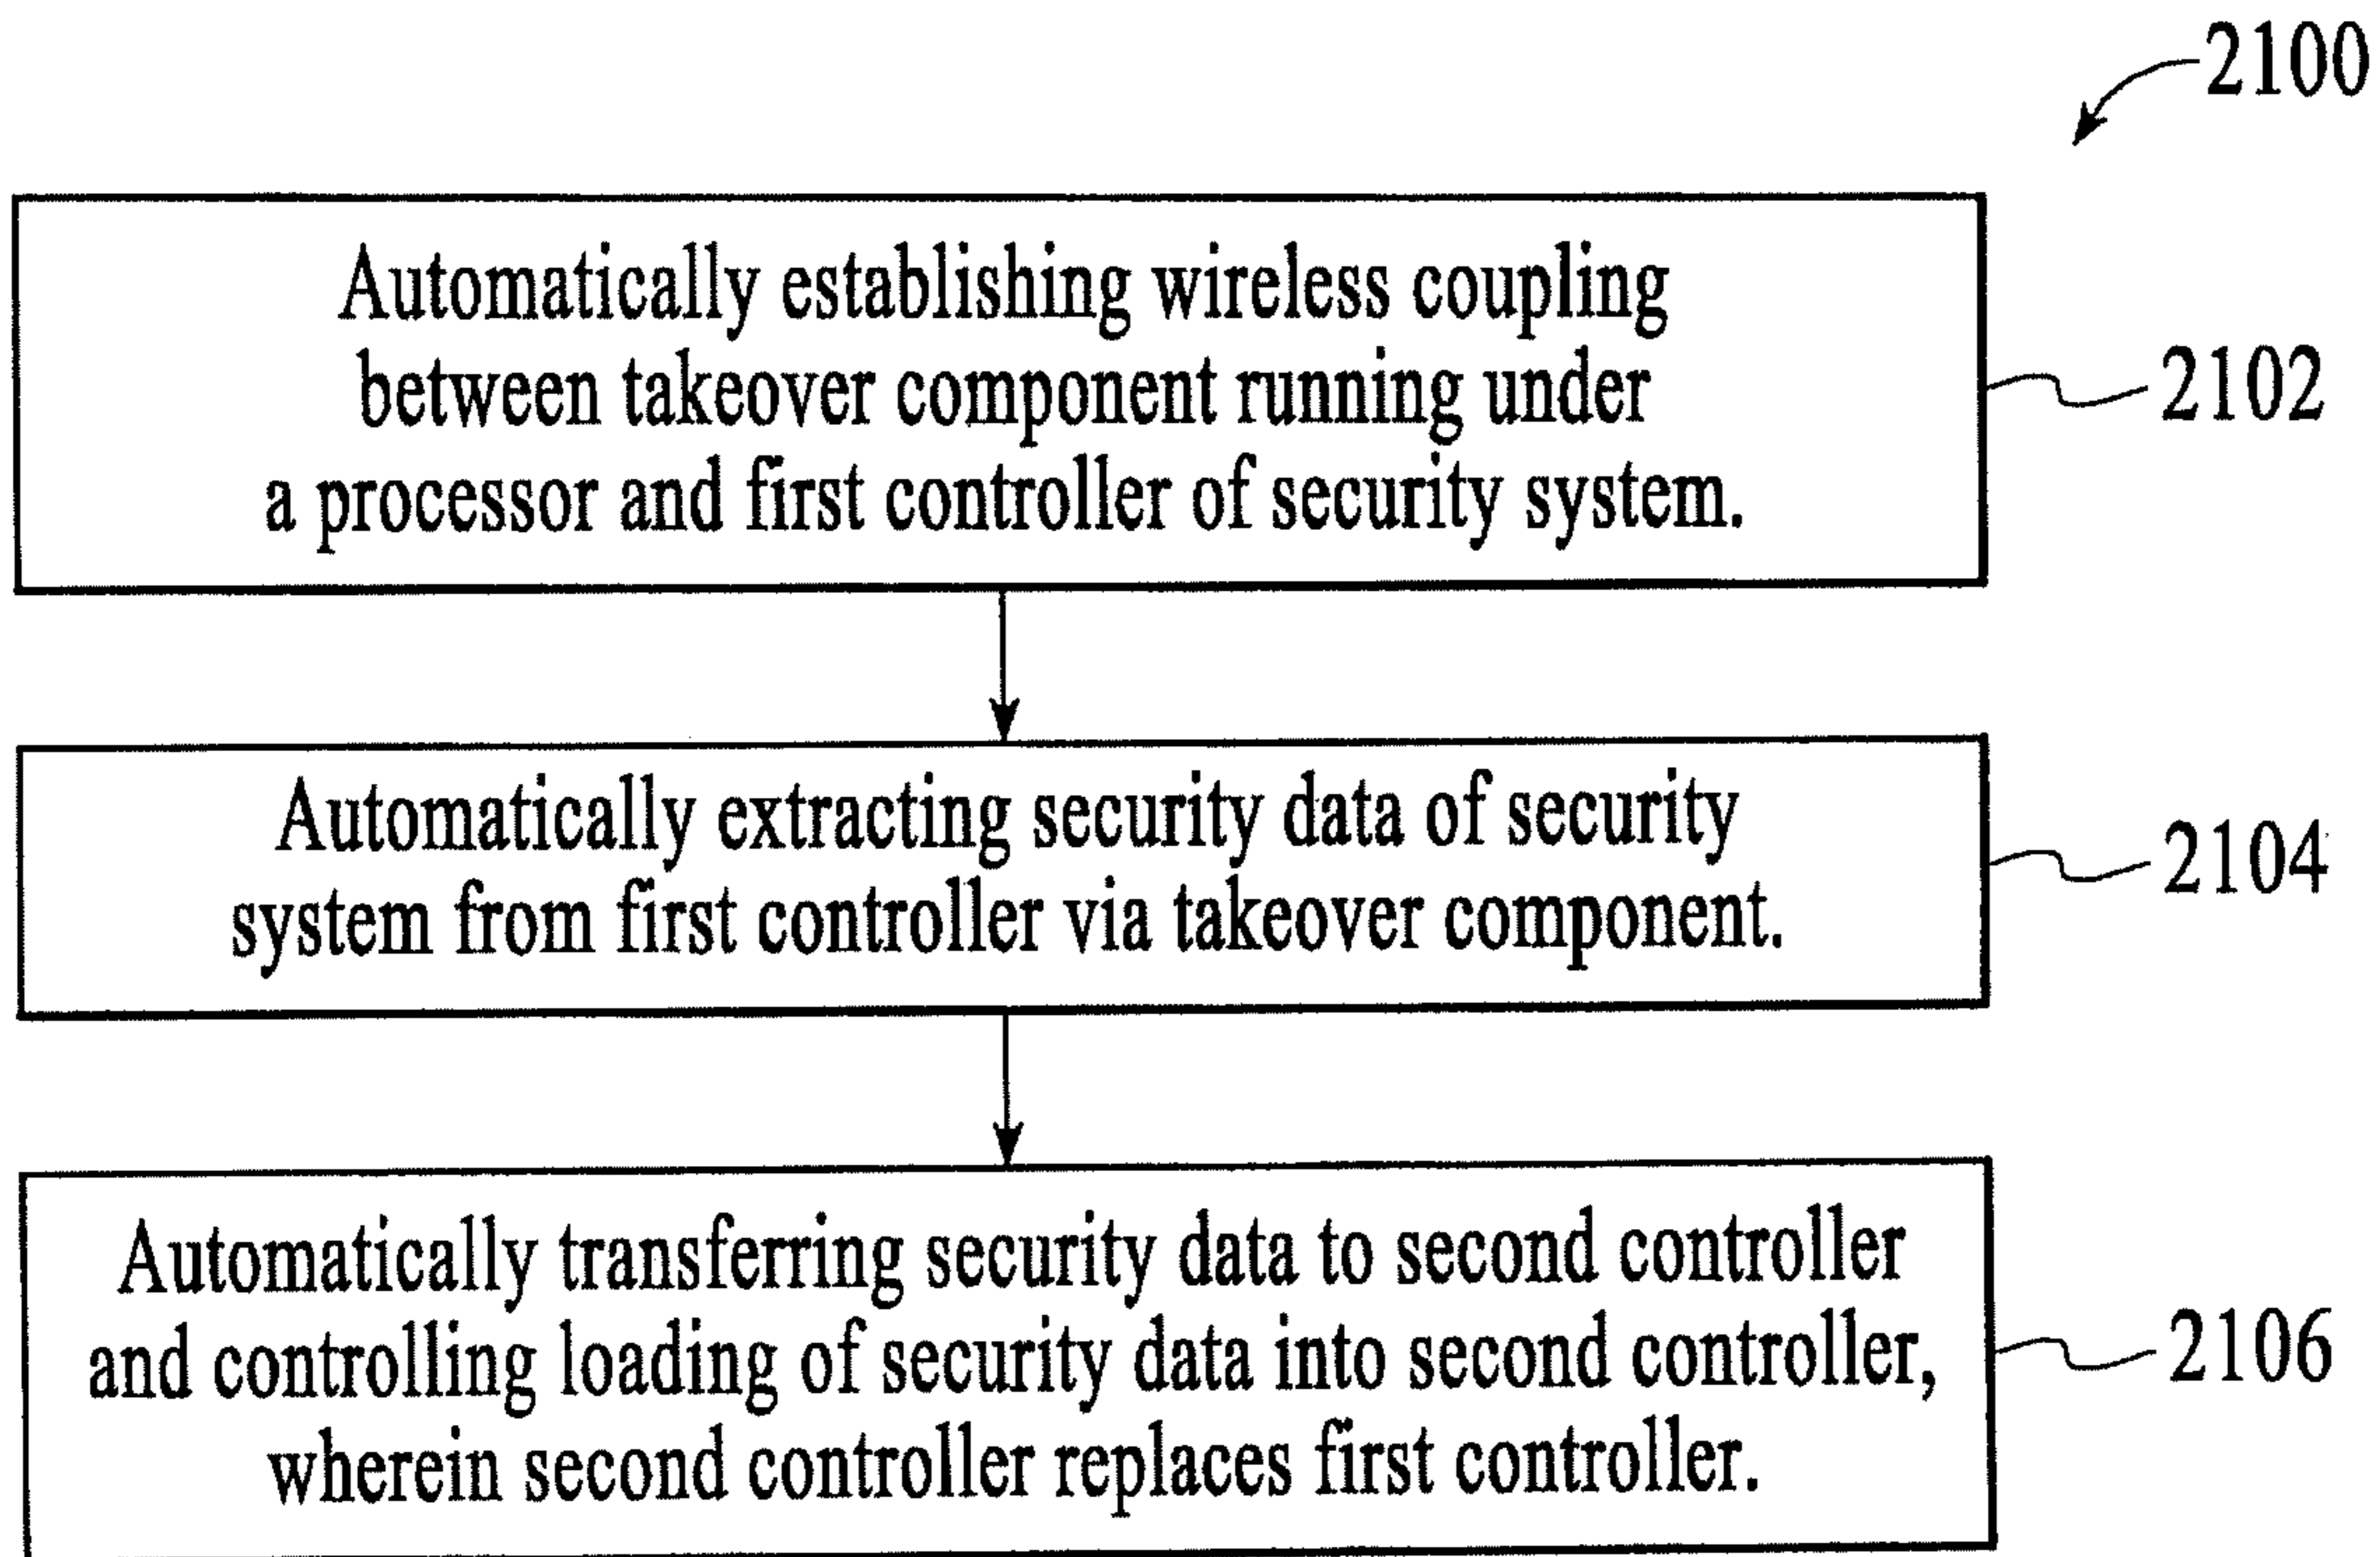 2100
Automatically establishing wireless coupling
between takeover component running under
a processor and first controller of security system.
2102
Automatically extracting security data of security
system from first controller via takeover component.
2104
Automatically transferring security data to second controller
and controlling loading of security data into second controller,
wherein second controller replaces first controller.
2106